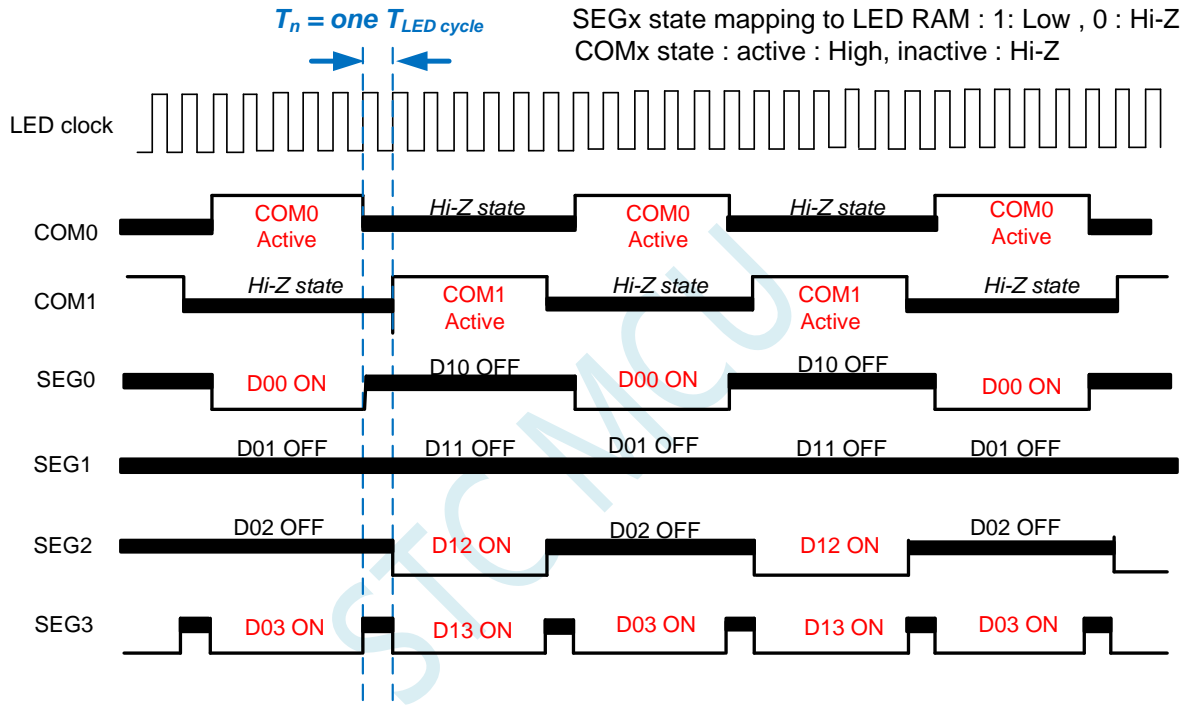 Tn = one TLED cycle
SEGx state mapping to LED RAM : 1: Low , 0 : Hi-Z
COMx state : active : High, inactive : Hi-Z
LED clock
COM0
COM0 Active
Hi-Z state
COM0 Active
Hi-Z state
COM0 Active
COM1
Hi-Z state
COM1 Active
Hi-Z state
COM1 Active
Hi-Z state
SEG0
D00 ON
D10 OFF
D00 ON
D10 OFF
D00 ON
SEG1
D01 OFF
D11 OFF
D01 OFF
D11 OFF
D01 OFF
SEG2
D02 OFF
D12 ON
D02 OFF
D12 ON
D02 OFF
SEG3
D03 ON
D13 ON
D03 ON
D13 ON
D03 ON
STC MCU